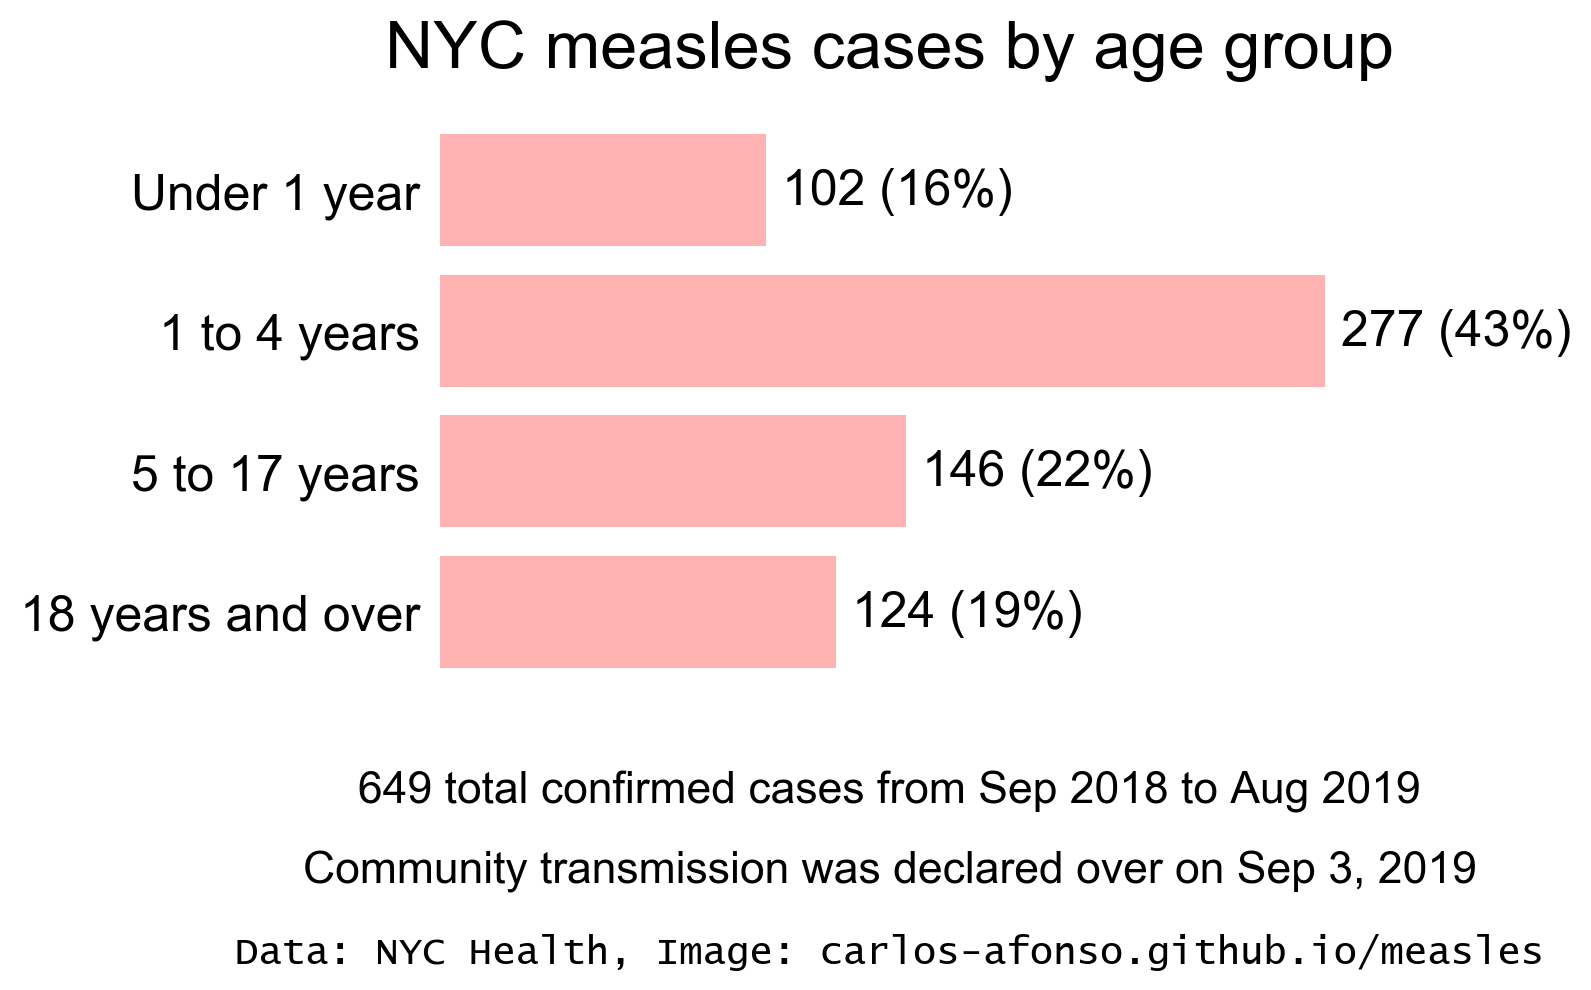 NYC measles cases by age group
Under 1 year 102 (16%)
1 to 4 years 277 (43%)
5 to 17 years 146 (22%)
18 years and over 124 (19%)
649 total confirmed cases from Sep 2018 to Aug 2019
Community transmission was declared over on Sep 3, 2019
Data: NYC Health, Image: carlos-afonso.github.io/measles